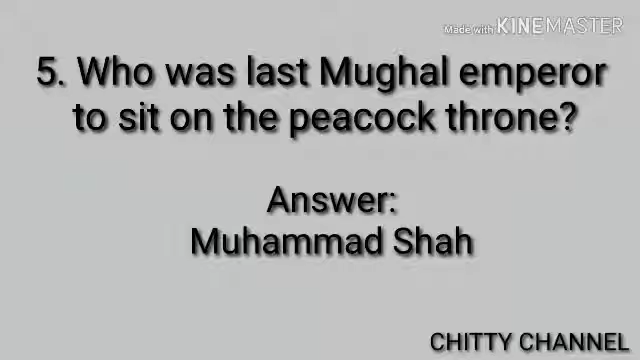 Made with KINEMASTER
5. Who was last Mughal emperor
to sit on the peacock throne?
Answer:
Muhammad Shah
CHITTY CHANNEL